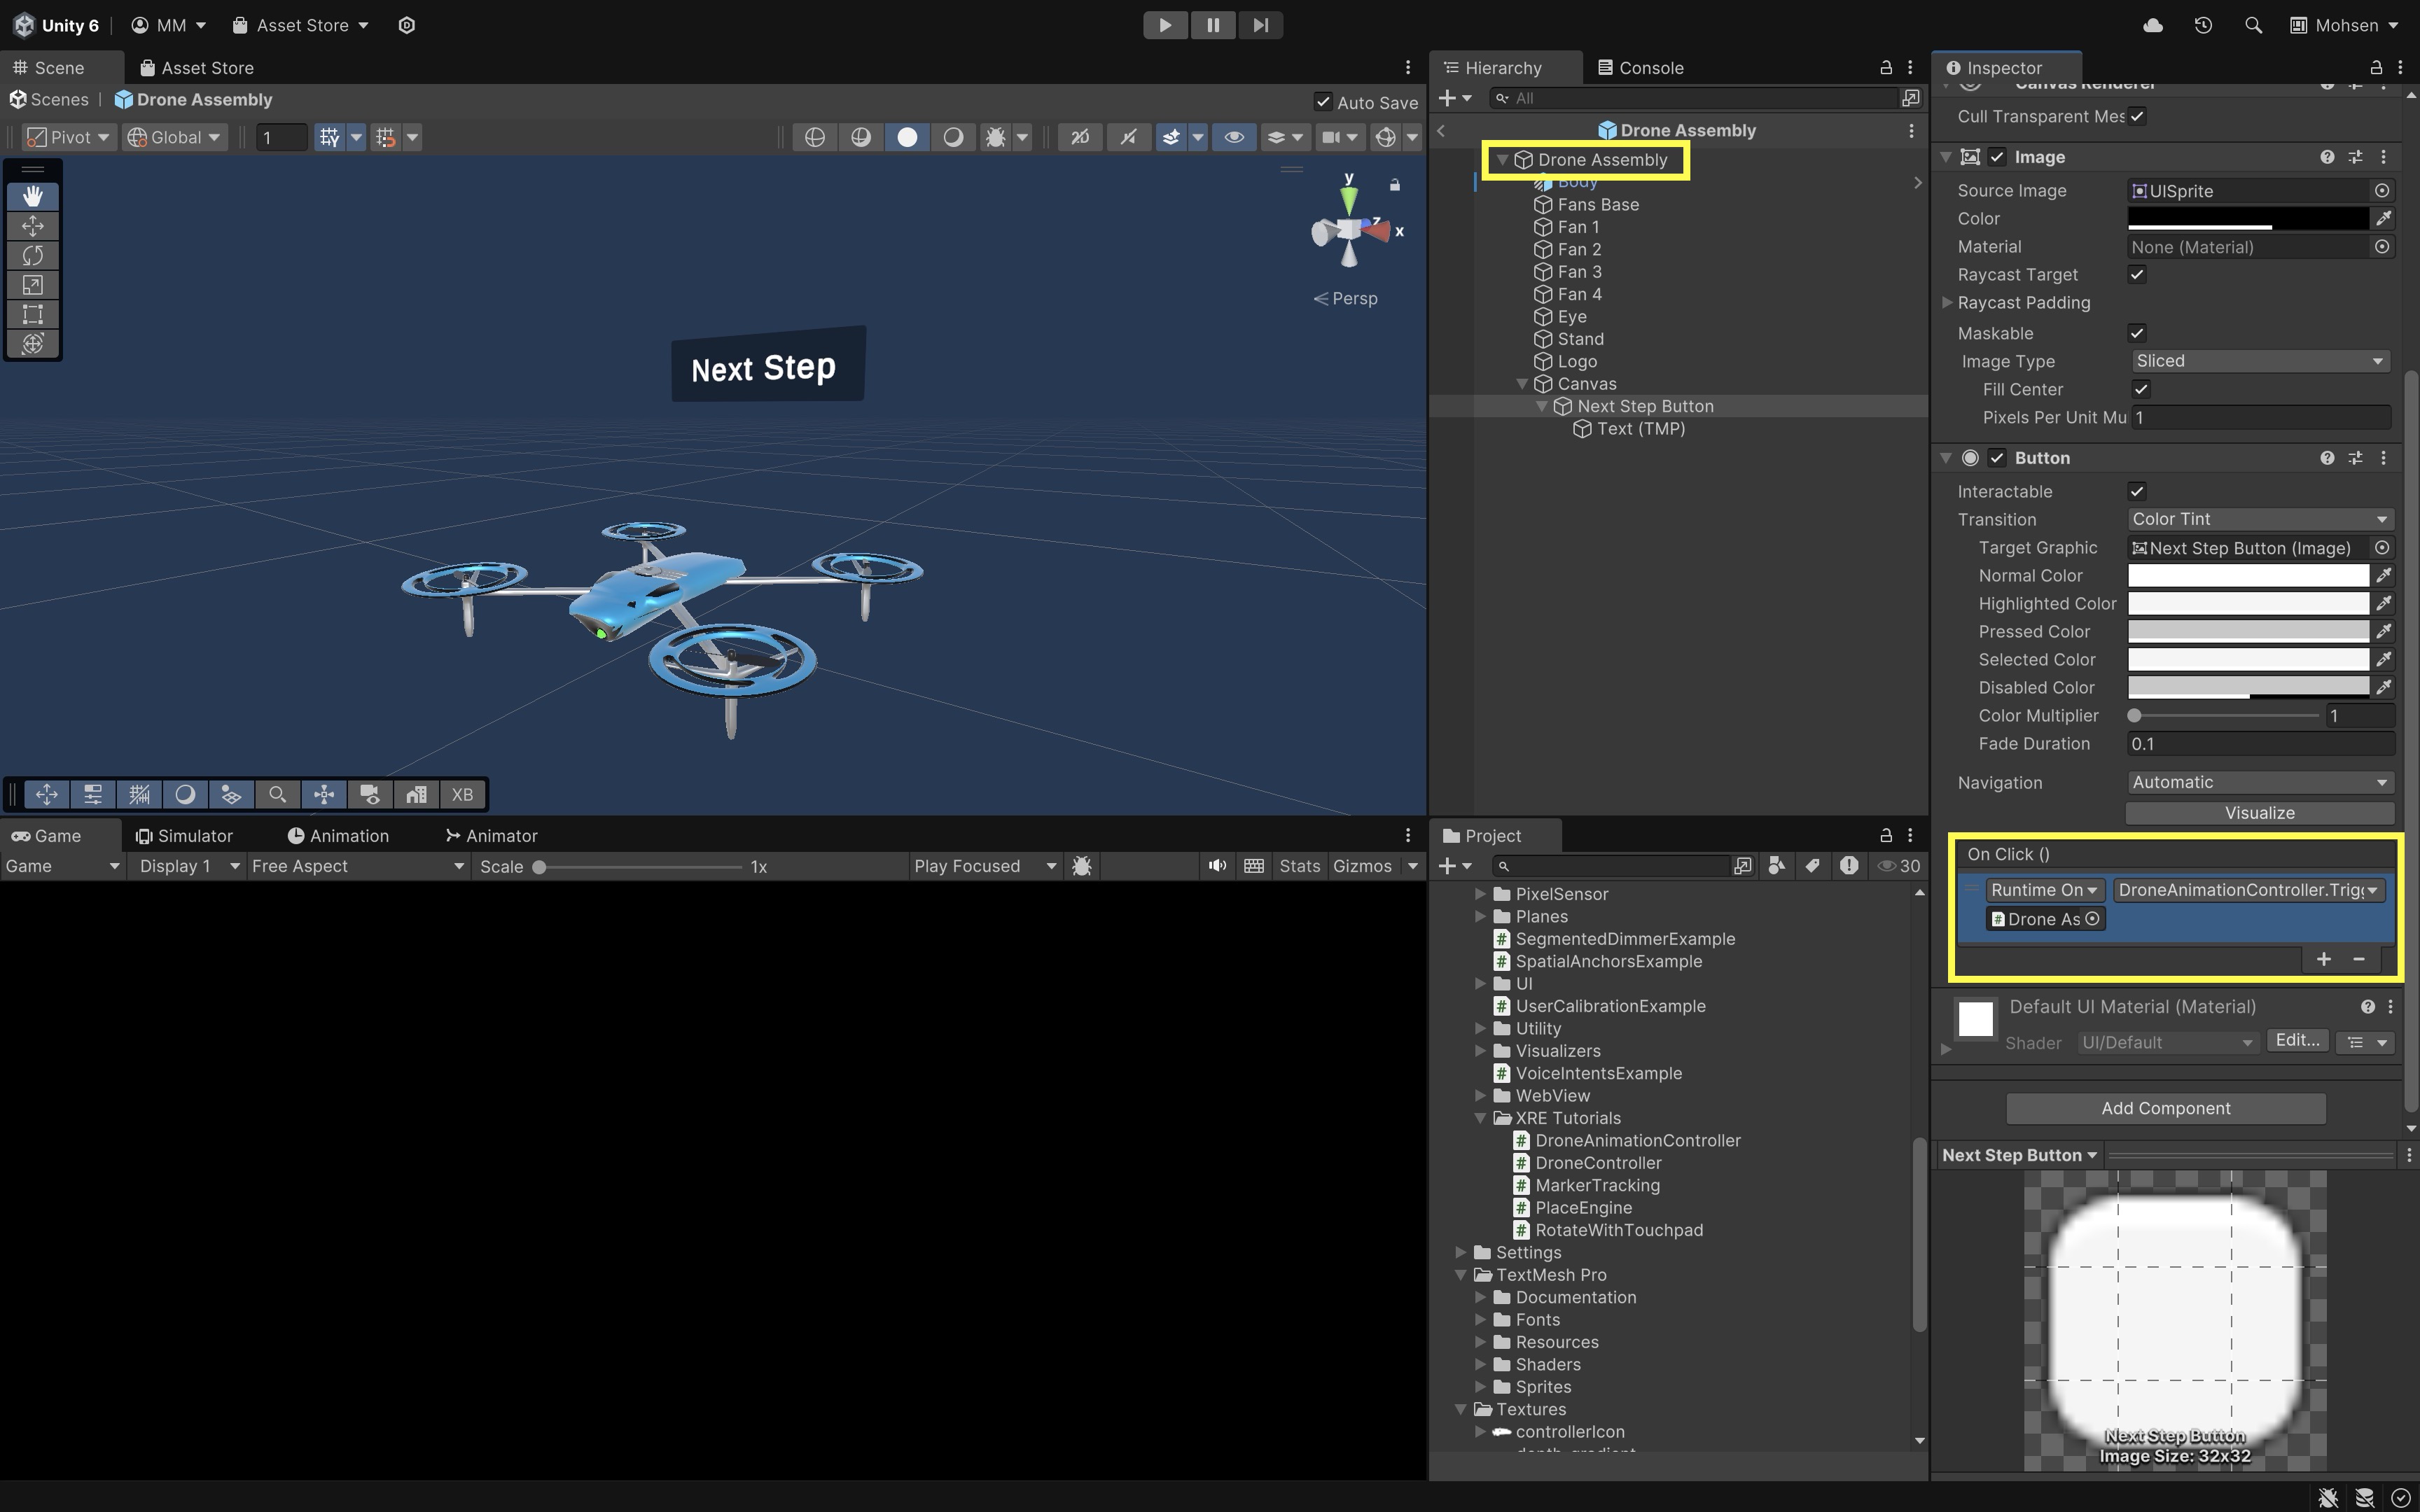 Unity 6 MM Asset Store Mohsen
Scene Asset Store
Scenes Drone Assembly Auto Save
Pivot Global 1 2D
y
z
x
Persp
Next Step
XB
Hierarchy Console
All
Drone Assembly
Drone Assembly
Body
Fans Base
Fan 1
Fan 2
Fan 3
Fan 4
Eye
Stand
Logo
Canvas
Next Step Button
Text (TMP)
Inspector
Canvas Renderer
Cull Transparent Mes
Image
Source Image UISprite
Color
Material None (Material)
Raycast Target
Raycast Padding
Maskable
Image Type Sliced
Fill Center
Pixels Per Unit Mu 1
Button
Interactable
Transition Color Tint
Target Graphic Next Step Button (Image)
Normal Color
Highlighted Color
Pressed Color
Selected Color
Disabled Color
Color Multiplier 1
Fade Duration 0.1
Navigation Automatic
Visualize
On Click ()
Runtime On DroneAnimationController.Trigg
Drone As
Default UI Material (Material)
Shader UI/Default Edit...
Add Component
Next Step Button
Next Step Button
Image Size: 32x32
Game Simulator Animation Animator
Game Display 1 Free Aspect Scale 1x Play Focused Stats Gizmos
Project
30
PixelSensor
Planes
SegmentedDimmerExample
SpatialAnchorsExample
UI
UserCalibrationExample
Utility
Visualizers
VoiceIntentsExample
WebView
XRE Tutorials
DroneAnimationController
DroneController
MarkerTracking
PlaceEngine
RotateWithTouchpad
Settings
TextMesh Pro
Documentation
Fonts
Resources
Shaders
Sprites
Textures
controllerIcon